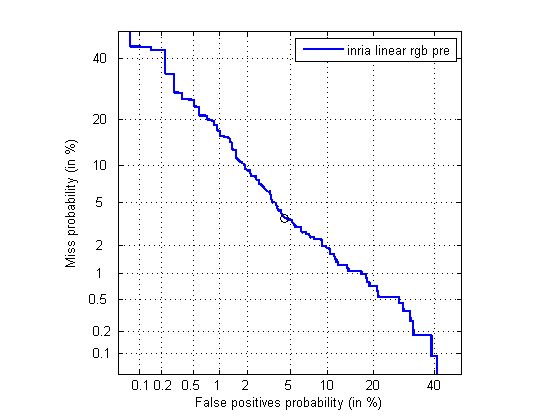 inria linear rgb pre
40
20
10
5
2
1
0.5
0.2
0.1
Miss probability (in %)
0.1 0.2 0.5 1 2 5 10 20 40
False positives probability (in %)